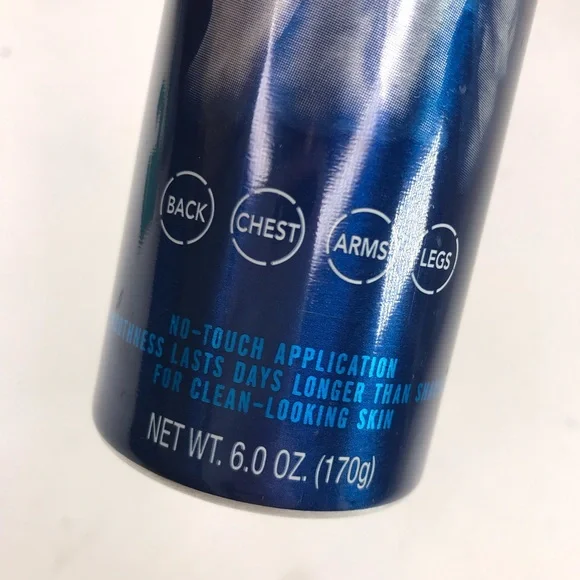 BACK CHEST ARMS LEGS
NO-TOUCH APPLICATION
LASTS DAYS LONGER THAN
FOR CLEAN-LOOKING SKIN
NET WT. 6.0 OZ. (170g)